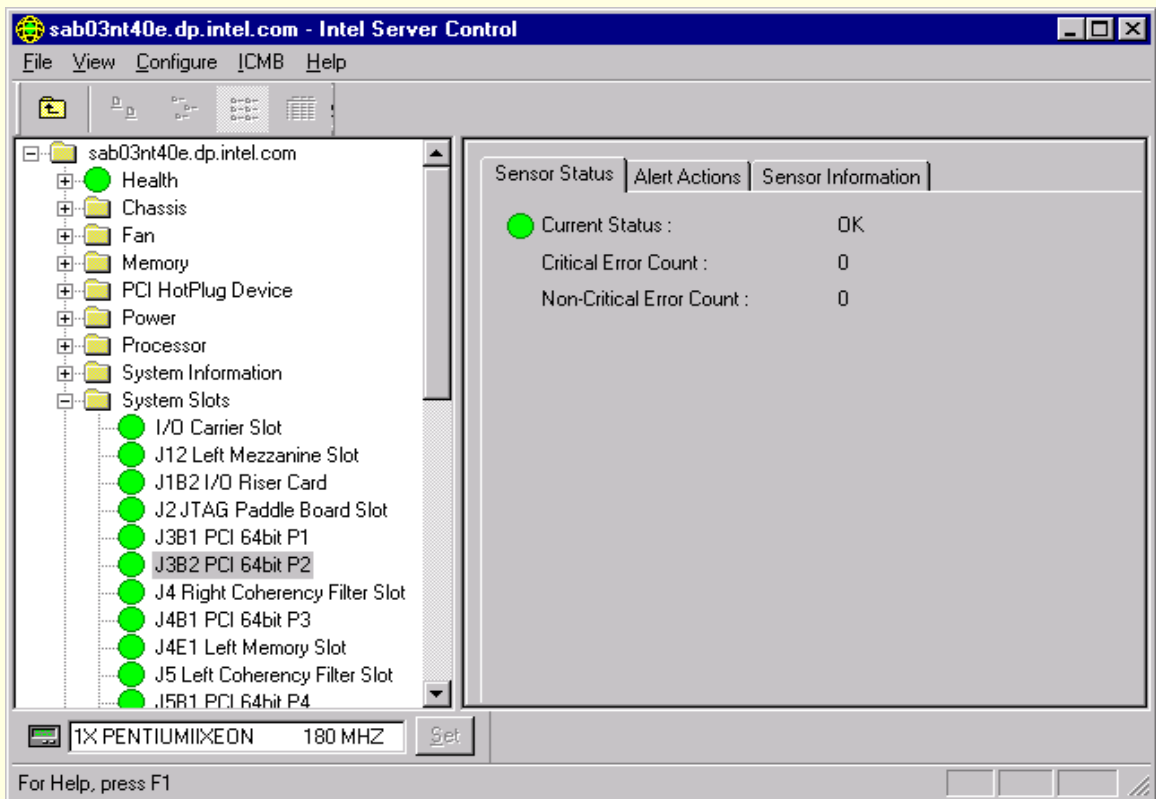 sab03nt40e.dp.intel.com - Intel Server Control
File View Configure ICMB Help
sab03nt40e.dp.intel.com
Health
Chassis
Fan
Memory
PCI HotPlug Device
Power
Processor
System Information
System Slots
I/O Carrier Slot
J12 Left Mezzanine Slot
J1B2 I/O Riser Card
J2 JTAG Paddle Board Slot
J3B1 PCI 64bit P1
J3B2 PCI 64bit P2
J4 Right Coherency Filter Slot
J4B1 PCI 64bit P3
J4E1 Left Memory Slot
J5 Left Coherency Filter Slot
J5B1 PCI 64bit P4
Sensor Status Alert Actions Sensor Information
Current Status : OK
Critical Error Count : 0
Non-Critical Error Count : 0
1X PENTIUMIIXEON 180 MHZ Set
For Help, press F1